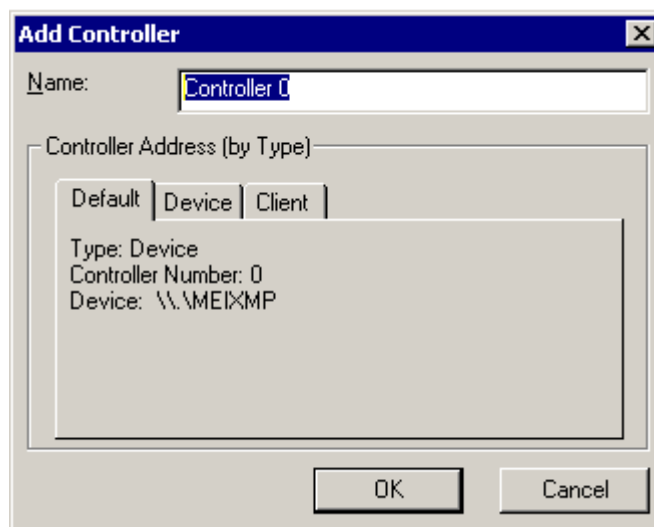 Add Controller
Name: Controller 0
Controller Address (by Type)
Default Device Client
Type: Device
Controller Number: 0
Device: \\.\MEIXMP
OK Cancel